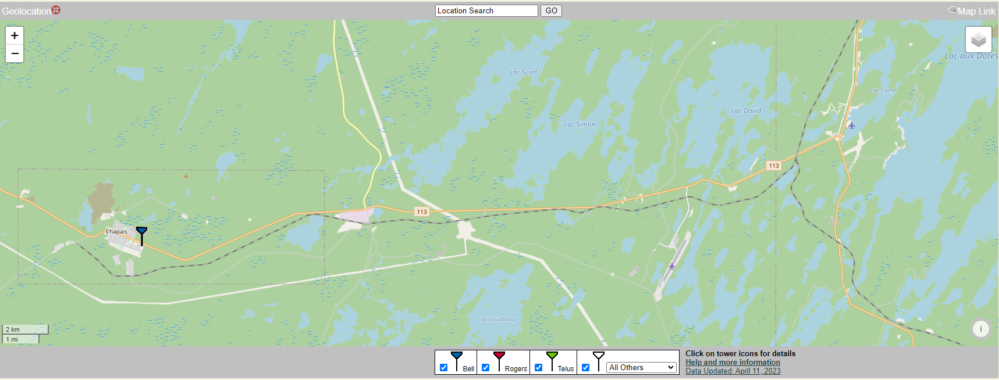 Geolocation
Location Search
GO
Map Link
+
−
Lac aux Dorés
Lac Scott
Lac Caché
Lac David
Lac Simon
113
113
Chapais
Lac Goudreau
2 km
1 mi
i
Bell
Rogers
Telus
All Others
Click on tower icons for details
Help and more information
Data Updated: April 11, 2023